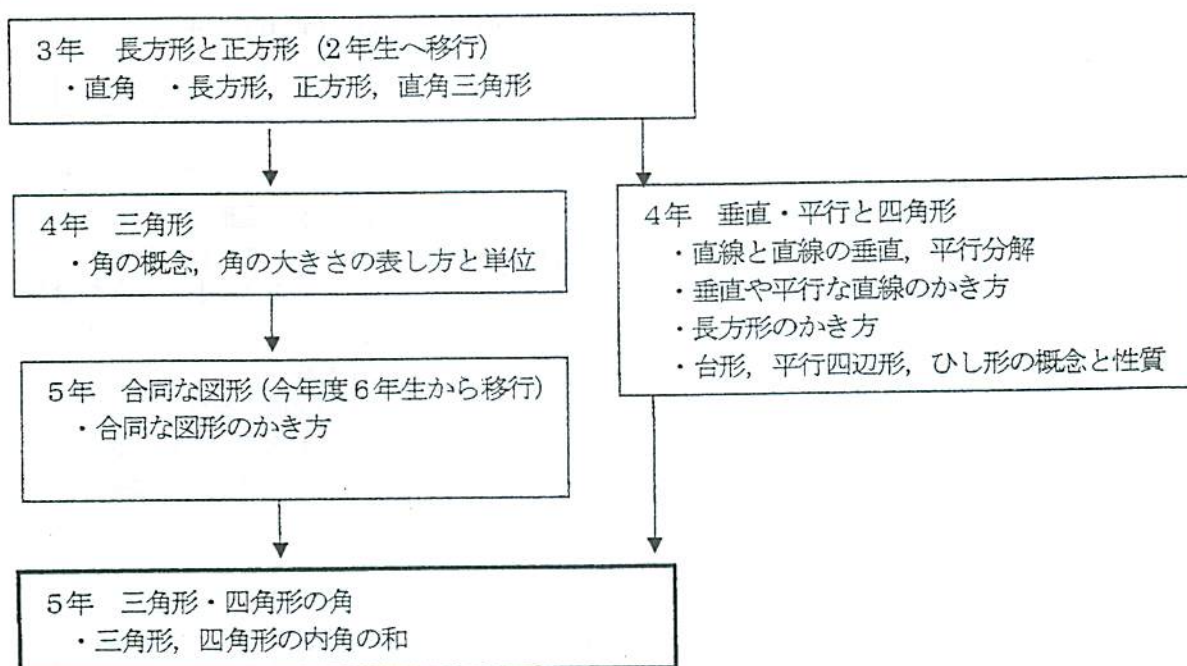 3年　長方形と正方形（2年生へ移行）
・直角　・長方形，正方形，直角三角形
4年　三角形
・角の概念，角の大きさの表し方と単位
4年　垂直・平行と四角形
・直線と直線の垂直，平行分解
・垂直や平行な直線のかき方
・長方形のかき方
・台形，平行四辺形，ひし形の概念と性質
5年　合同な図形（今年度6年生から移行）
・合同な図形のかき方
5年　三角形・四角形の角
・三角形，四角形の内角の和